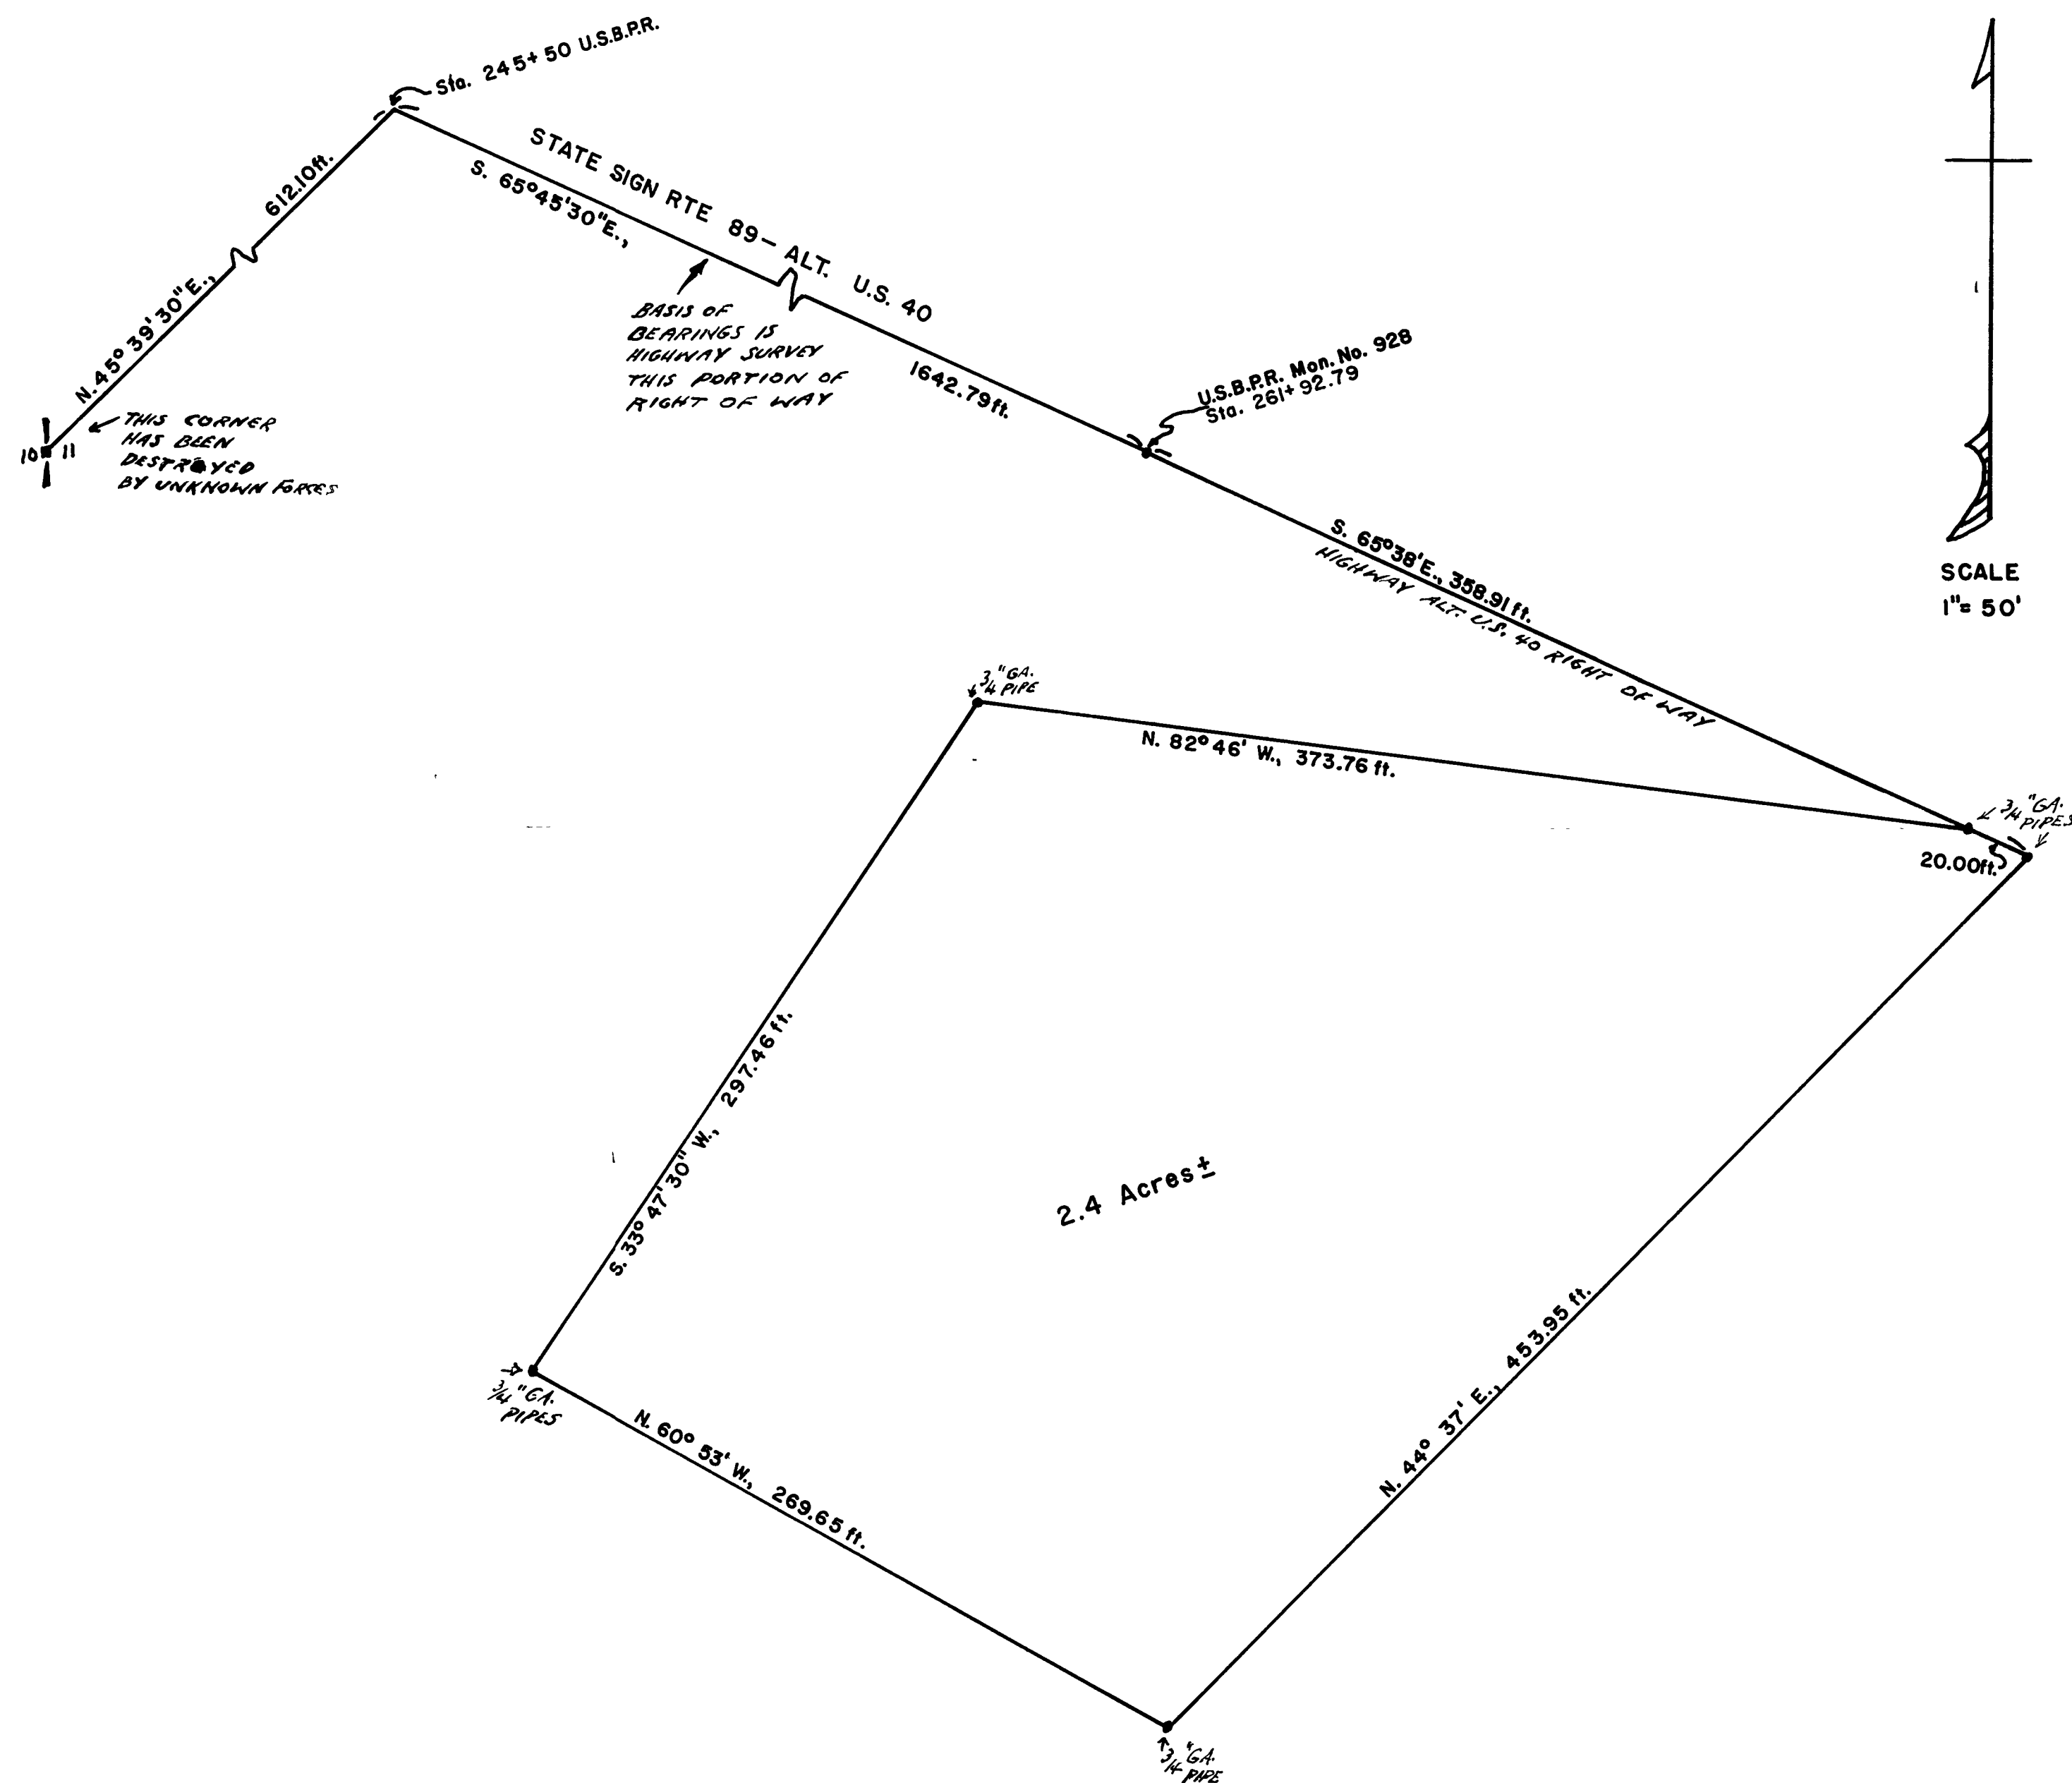 Sta. 245+50 U.S.B.P.R.
612.10ft.
N. 45° 39' 30"E.,
STATE SIGN RTE 89 - ALT. U.S. 40
S. 65° 45' 30"E.,
1642.79 ft.
BASIS OF
BEARINGS IS
HIGHWAY SURVEY
THIS PORTION OF
RIGHT OF WAY
U.S.B.P.R. Mon. No. 928
Sta. 261+92.79
10 11
THIS CORNER
HAS BEEN
DESTROYED
BY UNKNOWN FORCES
S. 65° 38' E., 358.91 ft.
HIGHWAY ALT. U.S. 40 RIGHT OF WAY
SCALE
1"= 50'
3/4 "GA.
PIPE
N. 82° 46' W., 373.76 ft.
3/4 "GA.
PIPES
20.00ft.
S. 33° 47' 30" W., 297.46 ft.
2.4 Acres±
N. 44° 37' E., 453.95 ft.
3/4 "GA.
PIPES
N. 60° 53' W., 269.65 ft.
3/4 "GA.
PIPE